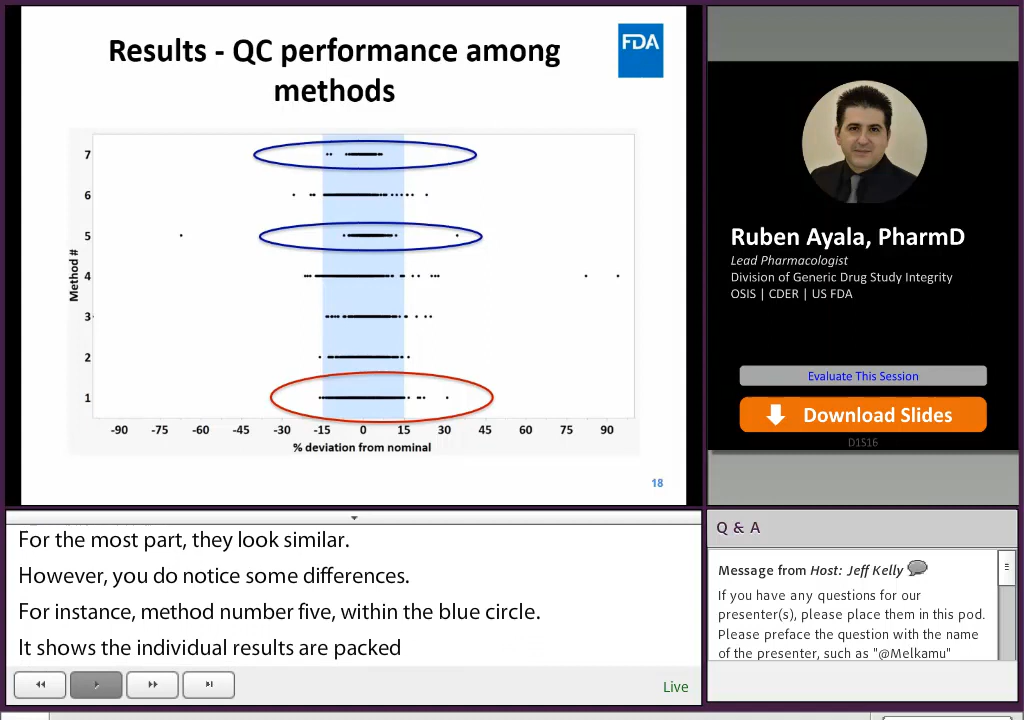 Results - QC performance among
methods
FDA
7
6
5
4
3
2
1
Method #
-90 -75 -60 -45 -30 -15 0 15 30 45 60 75 90
% deviation from nominal
18
Ruben Ayala, PharmD
Lead Pharmacologist
Division of Generic Drug Study Integrity
OSIS | CDER | US FDA
Evaluate This Session
Download Slides
D1S16
For the most part, they look similar.
However, you do notice some differences.
For instance, method number five, within the blue circle.
It shows the individual results are packed
Live
Q & A
Message from Host: Jeff Kelly
If you have any questions for our
presenter(s), please place them in this pod.
Please preface the question with the name
of the presenter, such as "@Melkamu"